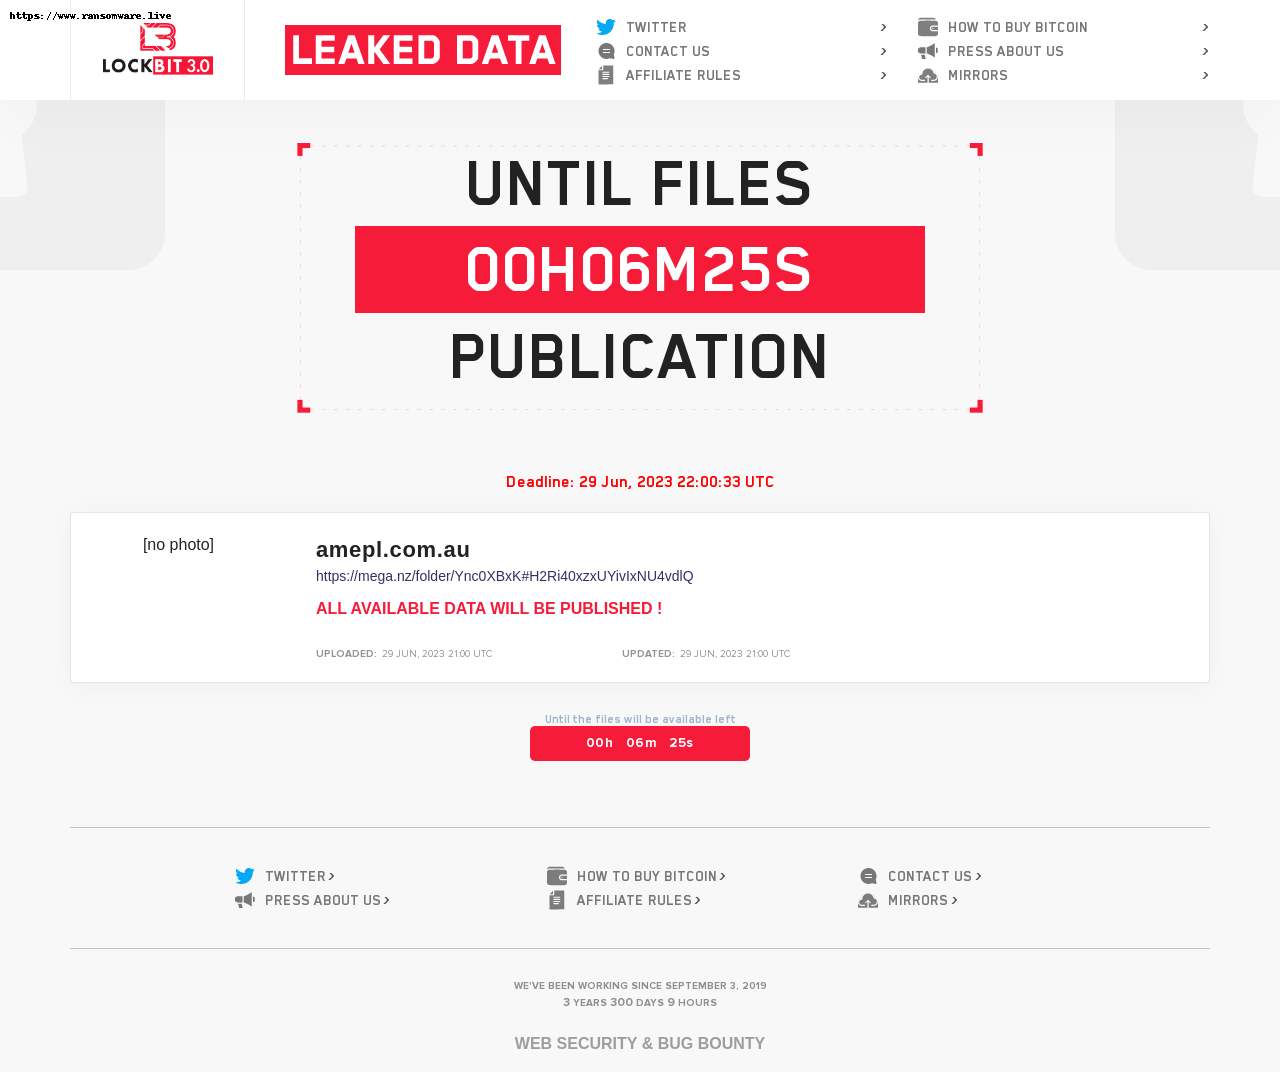 https://www.ransomware.live
LOCKBIT 3.0
LEAKED DATA
TWITTER
CONTACT US
AFFILIATE RULES
HOW TO BUY BITCOIN
PRESS ABOUT US
MIRRORS
UNTIL FILES
00H06M25S
PUBLICATION
Deadline: 29 Jun, 2023 22:00:33 UTC
[no photo]
amepl.com.au
https://mega.nz/folder/Ync0XBxK#H2Ri40xzxUYivIxNU4vdlQ
ALL AVAILABLE DATA WILL BE PUBLISHED !
UPLOADED: 29 JUN, 2023 21:00 UTC
UPDATED: 29 JUN, 2023 21:00 UTC
Until the files will be available left
00h 06m 25s
TWITTER
PRESS ABOUT US
HOW TO BUY BITCOIN
AFFILIATE RULES
CONTACT US
MIRRORS
WE'VE BEEN WORKING SINCE SEPTEMBER 3, 2019
3 YEARS 300 DAYS 9 HOURS
WEB SECURITY & BUG BOUNTY